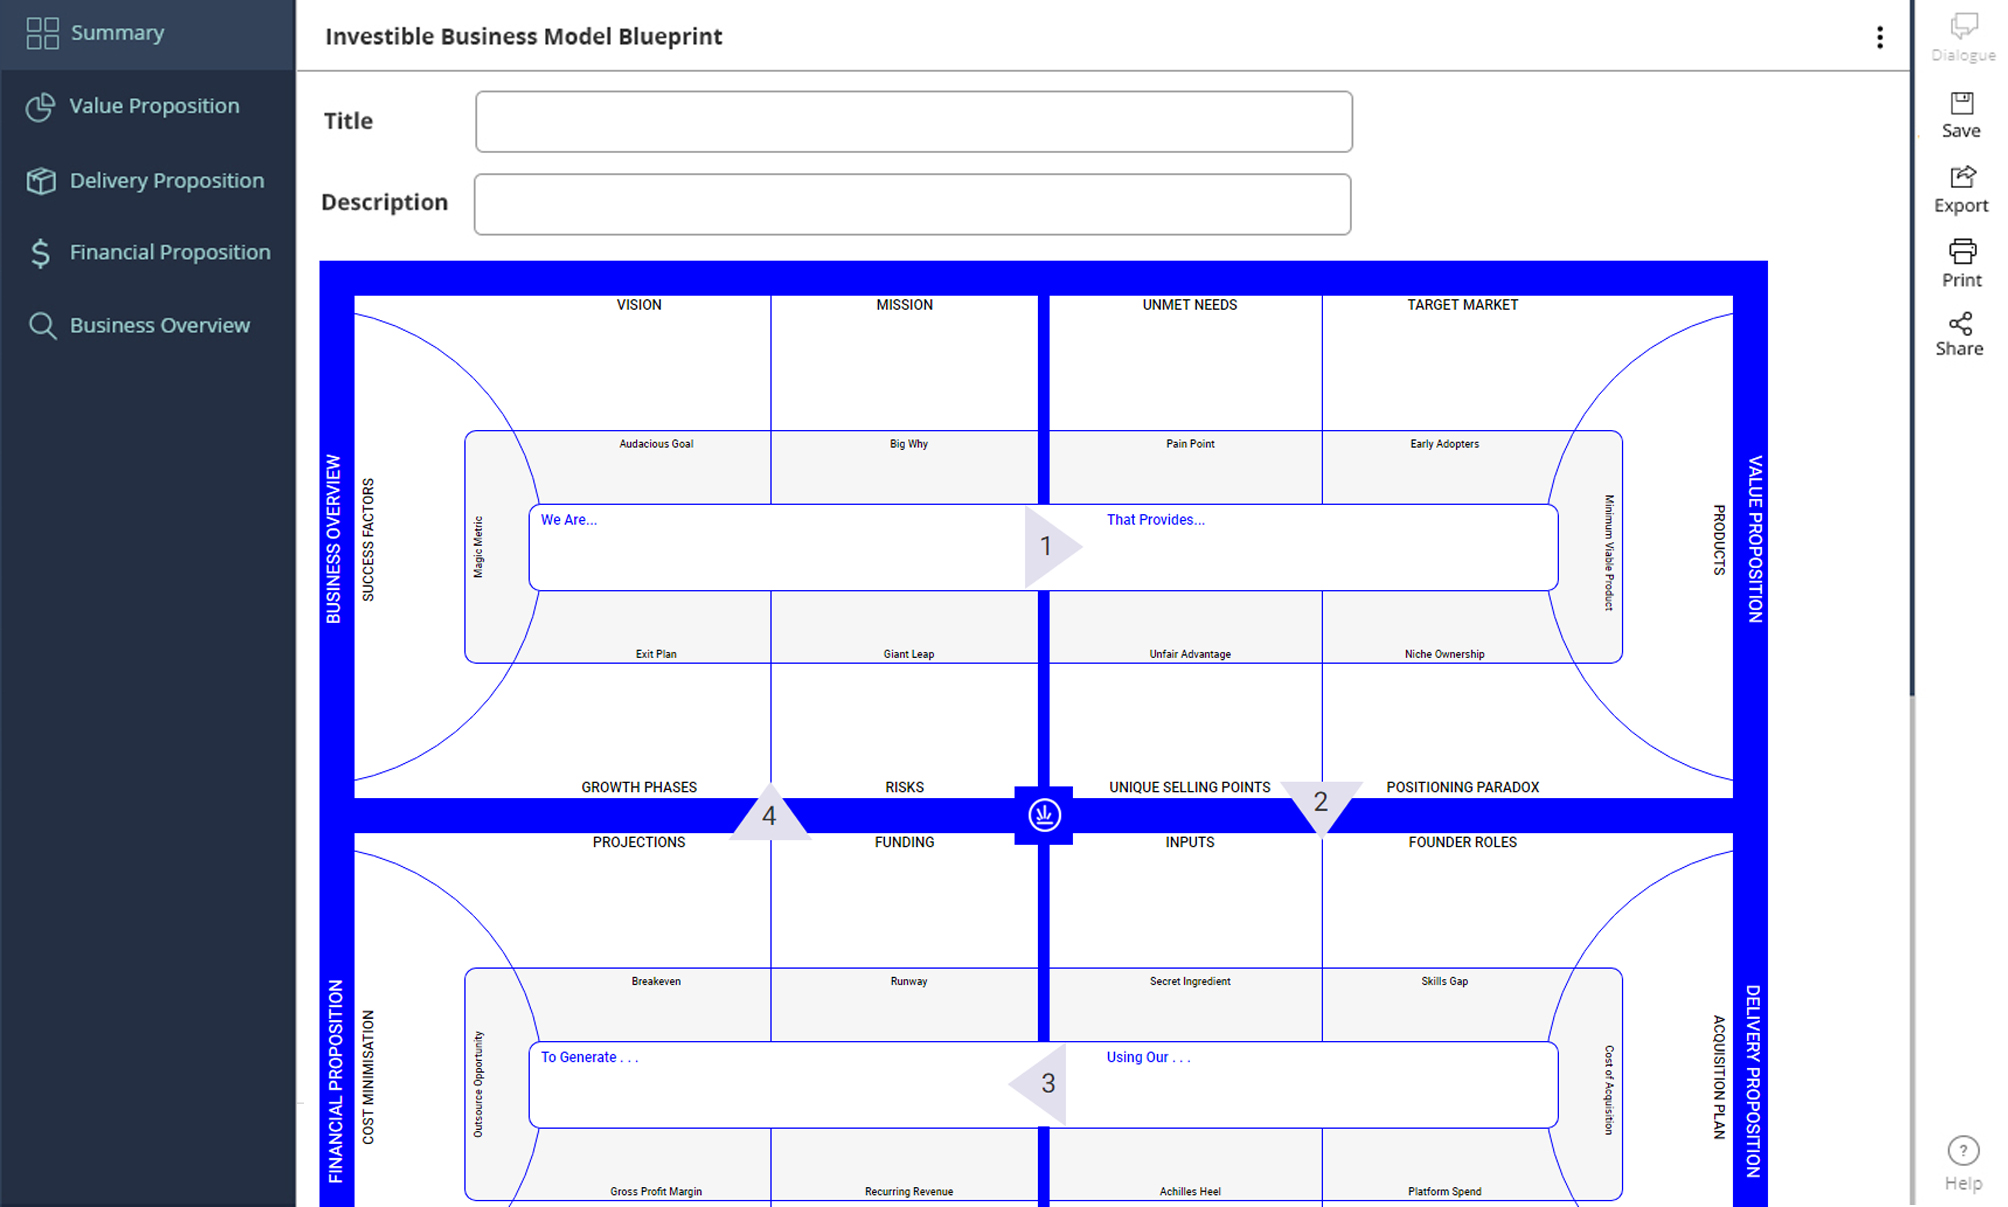 Summary
Value Proposition
Delivery Proposition
Financial Proposition
Business Overview
Investible Business Model Blueprint
Title
Description
VISION
MISSION
UNMET NEEDS
TARGET MARKET
Audacious Goal
Big Why
Pain Point
Early Adopters
BUSINESS OVERVIEW
SUCCESS FACTORS
Magic Metric
We Are...
1
That Provides...
Minimum Viable Product
PRODUCTS
VALUE PROPOSITION
Exit Plan
Giant Leap
Unfair Advantage
Niche Ownership
GROWTH PHASES
RISKS
UNIQUE SELLING POINTS
POSITIONING PARADOX
4
2
PROJECTIONS
FUNDING
INPUTS
FOUNDER ROLES
Breakeven
Runway
Secret Ingredient
Skills Gap
FINANCIAL PROPOSITION
COST MINIMISATION
Outsource Opportunity
To Generate . . .
3
Using Our . . .
Cost of Acquisition
ACQUISITION PLAN
DELIVERY PROPOSITION
Gross Profit Margin
Recurring Revenue
Achilles Heel
Platform Spend
Dialogue
Save
Export
Print
Share
?
Help